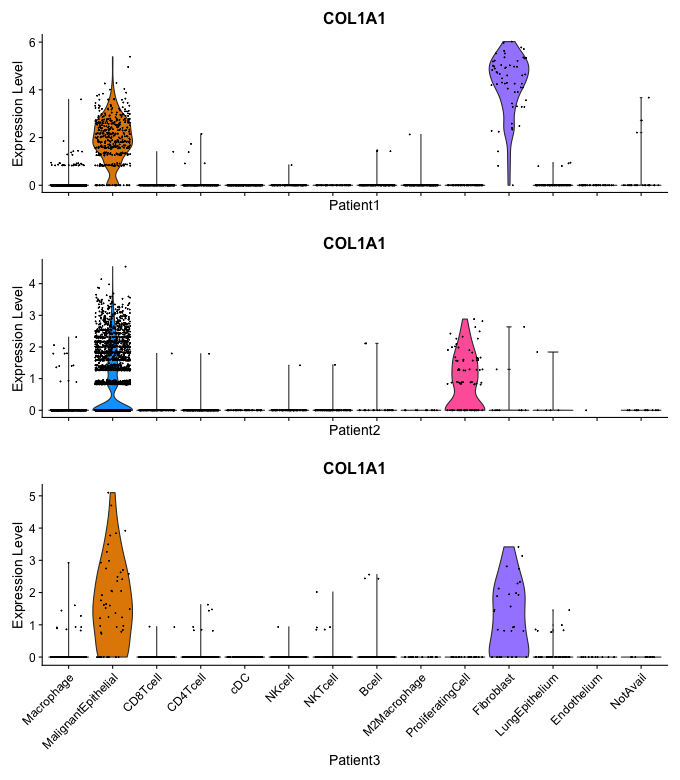 COL1A1
Expression Level
6
4
2
0
Patient1
COL1A1
Expression Level
4
3
2
1
0
Patient2
COL1A1
Expression Level
5
4
3
2
1
0
Macrophage
MalignantEpithelial
CD8Tcell
CD4Tcell
cDC
NKcell
NKTcell
Bcell
M2Macrophage
ProliferatingCell
Fibroblast
LungEpithelium
Endothelium
NotAvail
Patient3